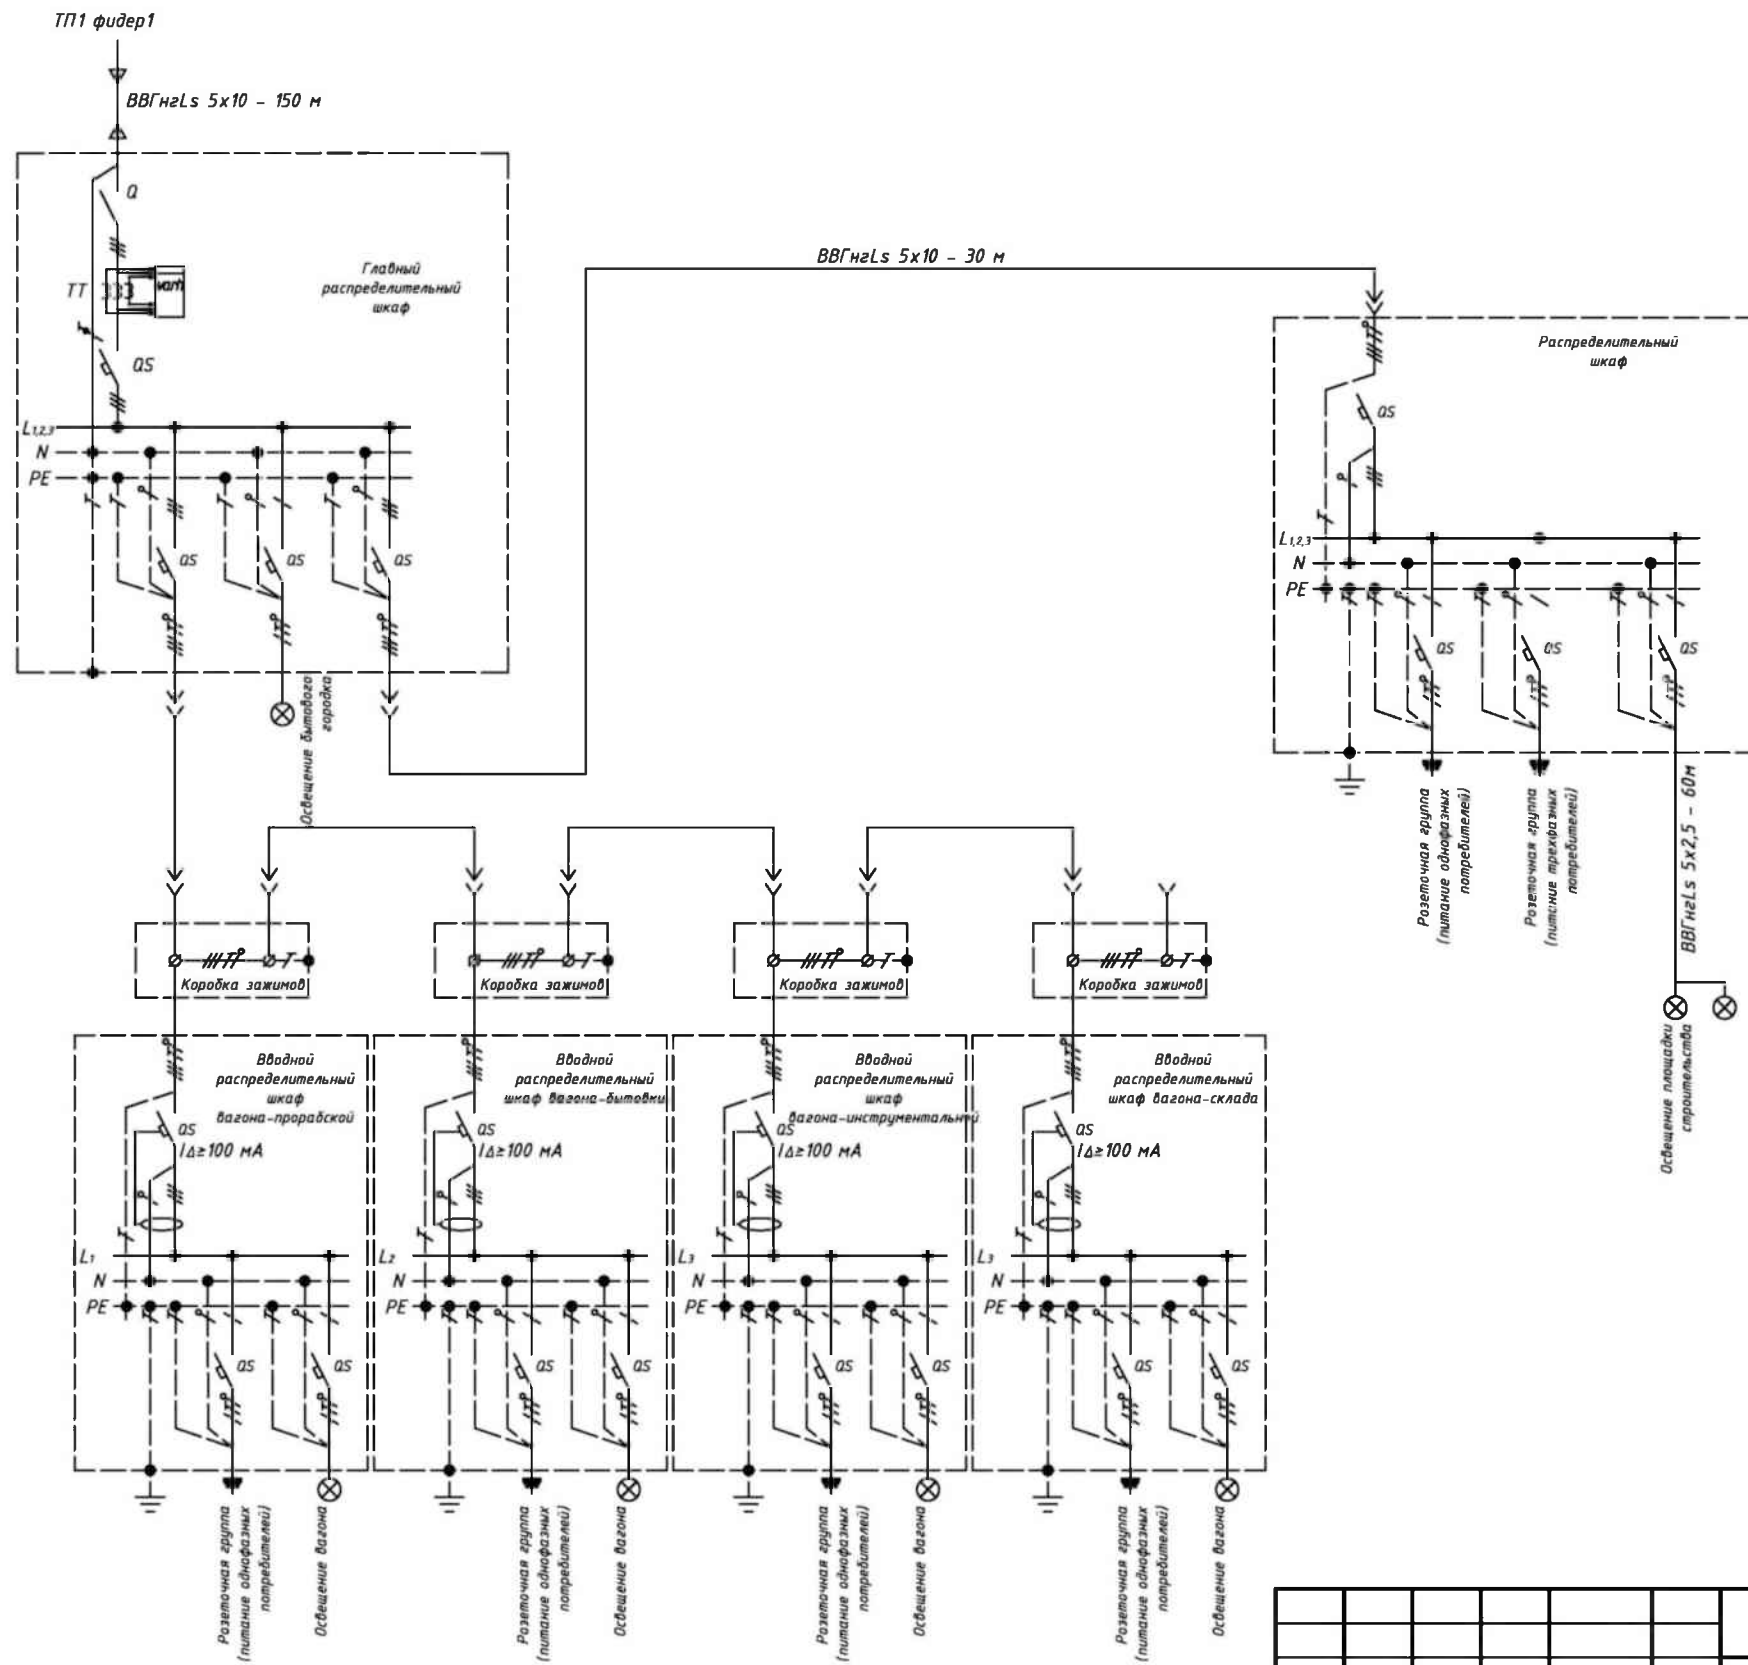 ТП1 фидер1
ВВГнгLs 5х10 - 150 м
Q
ТТ
varh
QS
Главный
распределительный
шкаф
L1,2,3
N
PE
QS
QS
QS
Освещение бытового
городка
ВВГнгLs 5х10 - 30 м
Распределительный
шкаф
QS
L1,2,3
N
PE
QS
QS
QS
Розеточная группа
(питание однофазных
потребителей)
Розеточная группа
(питание трехфазных
потребителей)
ВВГнгLs 5х2,5 - 60м
Освещение площадки
строительства
Коробка зажимов
Коробка зажимов
Коробка зажимов
Коробка зажимов
Вводной
распределительный
шкаф
вагона-прорабской
QS
IΔ≥100 мА
L1
N
PE
QS
QS
Розеточная группа
(питание однофазных
потребителей)
Освещение вагона
Вводной
распределительный
шкаф вагона-бытовки
QS
IΔ≥100 мА
L2
N
PE
QS
QS
Розеточная группа
(питание однофазных
потребителей)
Освещение вагона
Вводной
распределительный
шкаф
вагона-инструментальной
QS
IΔ≥100 мА
L3
N
PE
QS
QS
Розеточная группа
(питание однофазных
потребителей)
Освещение вагона
Вводной
распределительный
шкаф вагона-склада
QS
IΔ≥100 мА
L3
N
PE
QS
QS
Розеточная группа
(питание однофазных
потребителей)
Освещение вагона